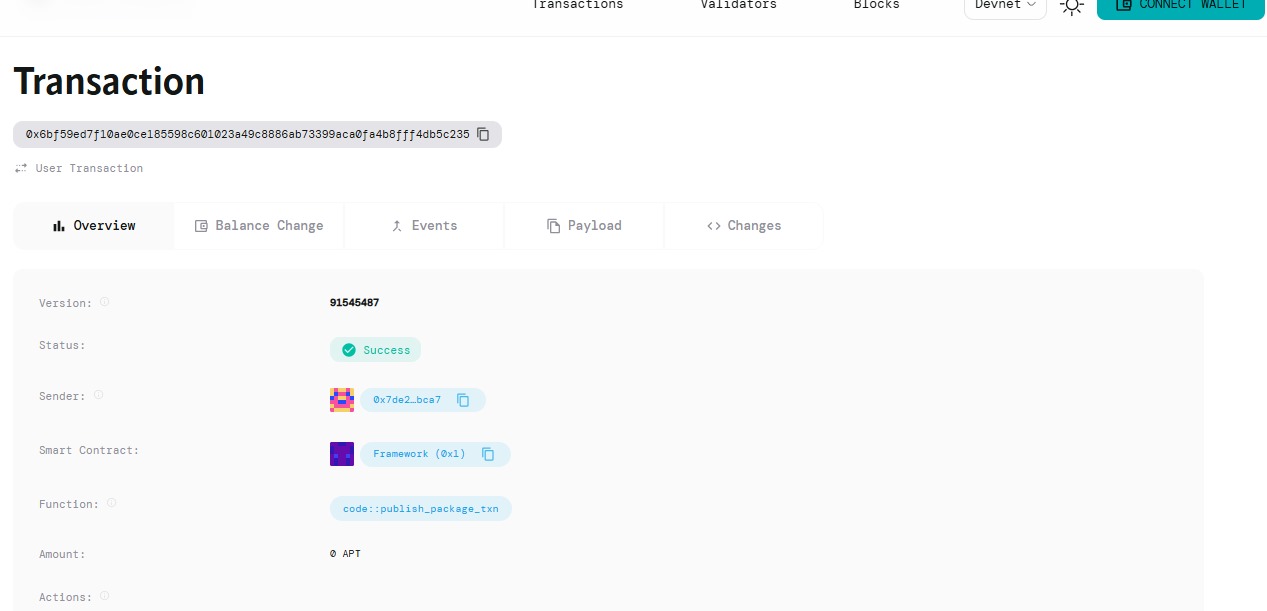 Transactions Validators Blocks Devnet CONNECT WALLET
Transaction
0x6bf59ed7f10ae0ce185598c601023a49c8886ab73399aca0fa4b8fff4db5c235
User Transaction
Overview Balance Change Events Payload Changes
Version: 91545487
Status: Success
Sender: 0x7de2…bca7
Smart Contract: Framework (0x1)
Function: code::publish_package_txn
Amount: 0 APT
Actions: